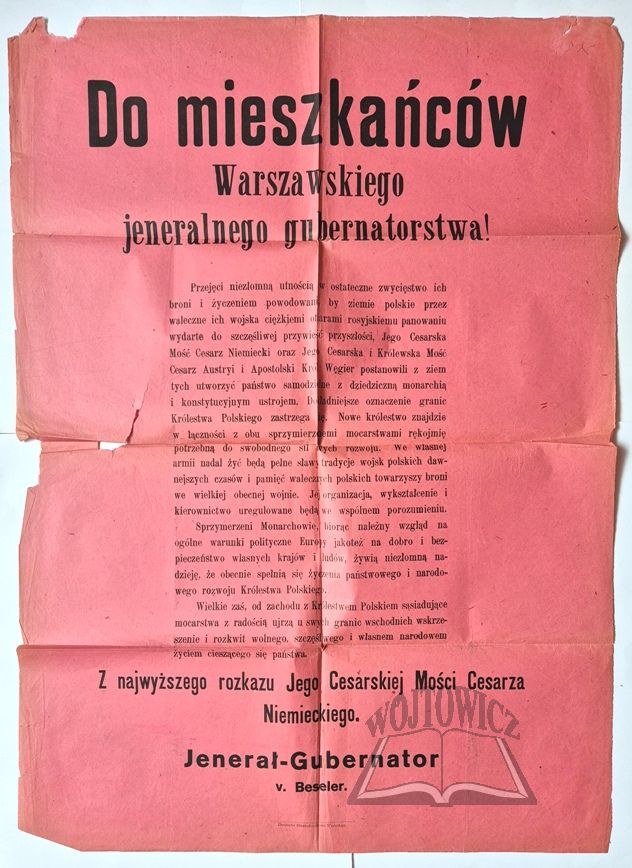 Do mieszkańców
Warszawskiego
jeneralnego gubernatorstwa!
Przejęci niezłomną ufnością w ostateczne zwycięstwo ich
broni i życzeniem powodowani by ziemie polskie przez
waleczne ich wojska ciężkjemi ofiarami rosyjskiemu panowaniu
wydarte do szczęśliwej przywieść przyszłości, Jego Cesarska
Mość Cesarz Niemiecki oraz Jego Cesarska i Królewska Mość
Cesarz Austryi i Apostolski Król Węgier postanowili z ziem
tych utworzyć państwo samodzielne z dziedziczną monarchią
i konstytucyjnym ustrojem. Dokładniejsze oznaczenie granic
Królestwa Polskiego zastrzega się. Nowe królestwo znajdzie
w łączności z obu sprzymierzonemi mocarstwami rękojmię
potrzebną do swobodnego sił swych rozwoju. We własnej
armii nadal żyć będą pełne sławy tradycje wojsk polskich daw-
niejszych czasów i pamięć walecznych polskich towarzyszy broni
we wielkiej obecnej wojnie. Jej organizacja, wykształcenie i
kierownictwo uregulowane będą we wspólnem porozumieniu.
Sprzymerzeni Monarchowie, biorąc należny wzgląd na
ogólne warunki polityczne Europy jakoteż na dobro i bez-
pieczeństwo własnych krajów i ludów, żywią niezłomną na-
dzieję, że obecnie spełnią się życzenia państwowego i narodo-
wego rozwoju Królestwa Polskiego.
Wielkie zaś, od zachodu z Królestwem Polskiem sąsiadujące
mocarstwa z radością ujrzą u swych granic wschodnich wskrze-
szenie i rozkwit wolnego, szczęśliwego i własnem narodowem
życiem cieszącego się państwa.
Z najwyższego rozkazu Jego Cesarskiej Mości Cesarza
Niemieckiego.
Jenerał-Gubernator
v. Beseler.
WÓJTOWICZ